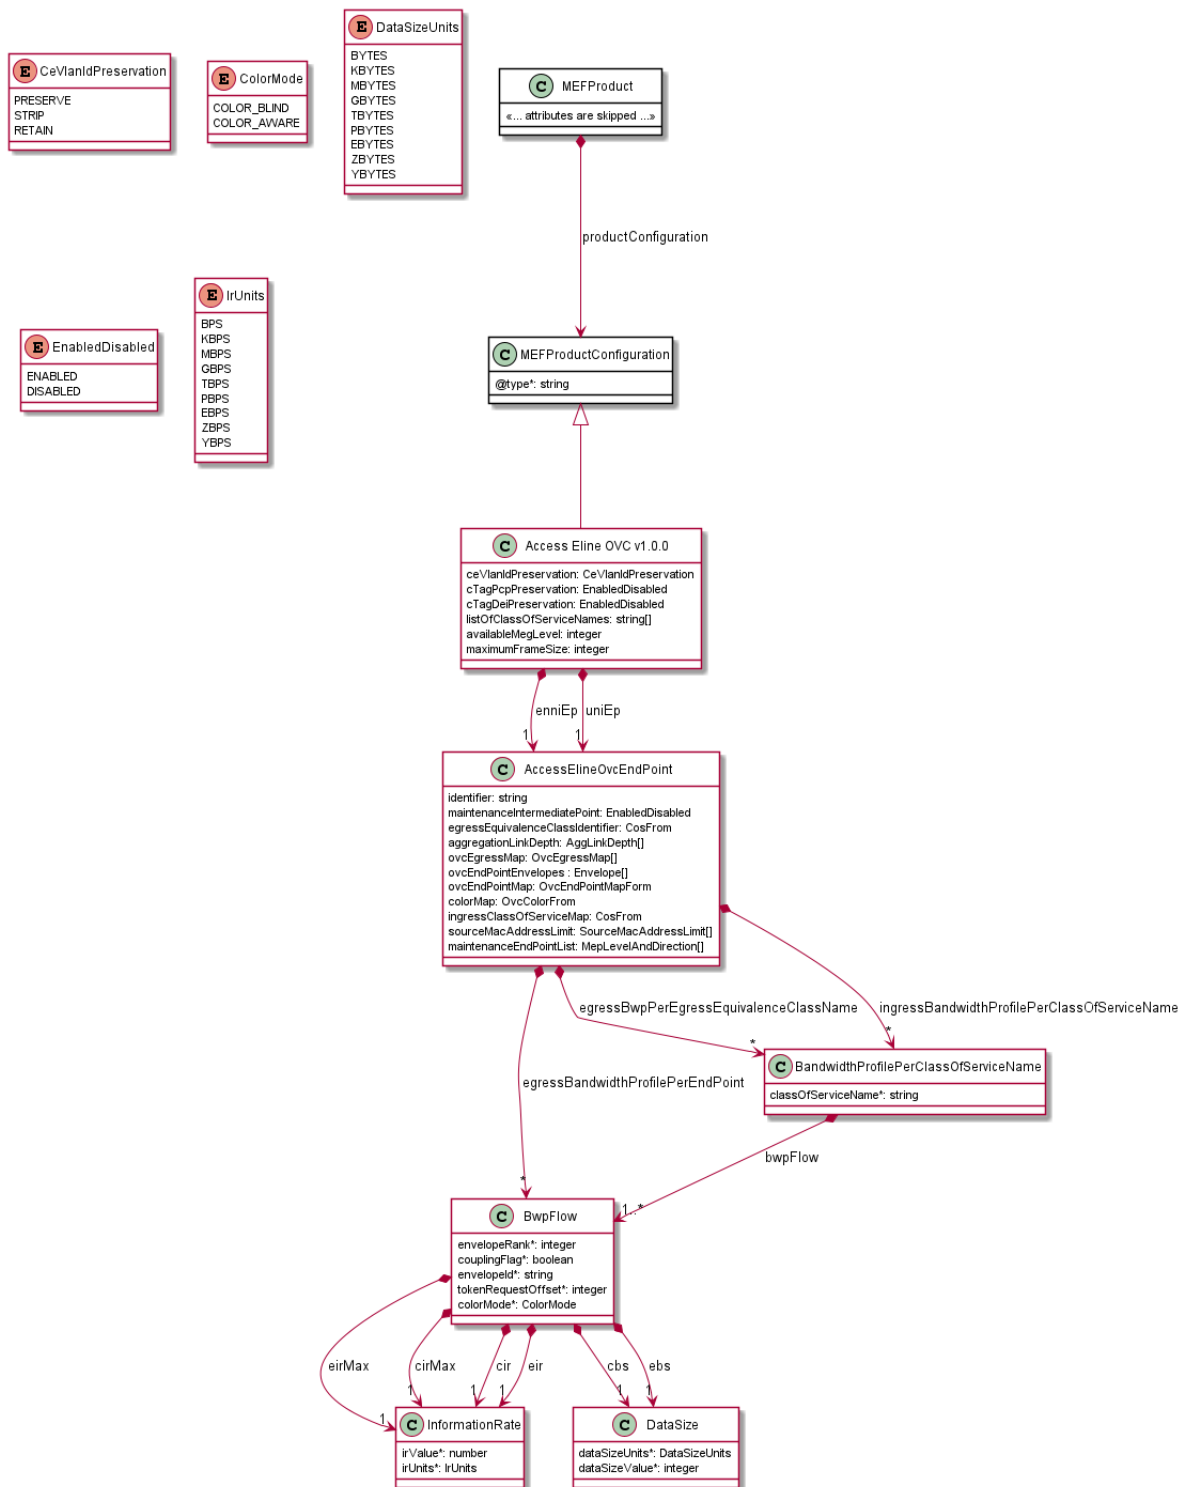 E DataSizeUnits
BYTES
KBYTES
MBYTES
GBYTES
TBYTES
PBYTES
EBYTES
ZBYTES
YBYTES
E CeVlanIdPreservation
PRESERVE
STRIP
RETAIN
E ColorMode
COLOR_BLIND
COLOR_AWARE
C MEFProduct
«... attributes are skipped ...»
productConfiguration
E EnabledDisabled
ENABLED
DISABLED
E IrUnits
BPS
KBPS
MBPS
GBPS
TBPS
PBPS
EBPS
ZBPS
YBPS
C MEFProductConfiguration
@type*: string
C Access Eline OVC v1.0.0
ceVlanIdPreservation: CeVlanIdPreservation
cTagPcpPreservation: EnabledDisabled
cTagDeiPreservation: EnabledDisabled
listOfClassOfServiceNames: string[]
availableMegLevel: integer
maximumFrameSize: integer
enniEp
uniEp
1
1
C AccessElineOvcEndPoint
identifier: string
maintenanceIntermediatePoint: EnabledDisabled
egressEquivalenceClassIdentifier: CosFrom
aggregationLinkDepth: AggLinkDepth[]
ovcEgressMap: OvcEgressMap[]
ovcEndPointEnvelopes : Envelope[]
ovcEndPointMap: OvcEndPointMapForm
colorMap: OvcColorFrom
ingressClassOfServiceMap: CosFrom
sourceMacAddressLimit: SourceMacAddressLimit[]
maintenanceEndPointList: MepLevelAndDirection[]
egressBwpPerEgressEquivalenceClassName
ingressBandwidthProfilePerClassOfServiceName
*
*
egressBandwidthProfilePerEndPoint
C BandwidthProfilePerClassOfServiceName
classOfServiceName*: string
bwpFlow
*
1..*
C BwpFlow
envelopeRank*: integer
couplingFlag*: boolean
envelopeId*: string
tokenRequestOffset*: integer
colorMode*: ColorMode
eirMax
cirMax
cir
eir
cbs
ebs
1
1
1
1
1
1
C InformationRate
irValue*: number
irUnits*: IrUnits
C DataSize
dataSizeUnits*: DataSizeUnits
dataSizeValue*: integer